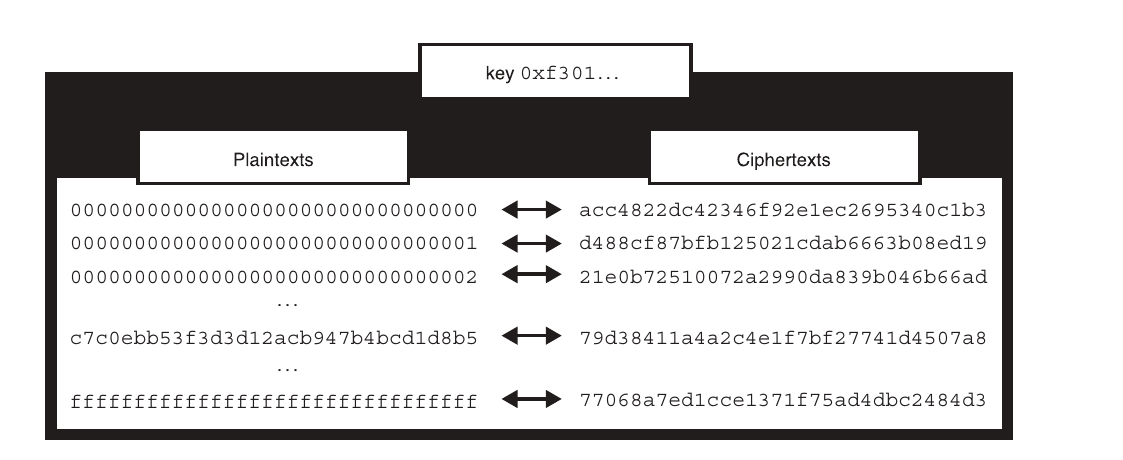 key 0xf301...
Plaintexts Ciphertexts
00000000000000000000000000000000 acc4822dc42346f92e1ec2695340c1b3
00000000000000000000000000000001 d488cf87bfb125021cdab6663b08ed19
00000000000000000000000000000002 21e0b72510072a2990da839b046b66ad
...
c7c0ebb53f3d3d12acb947b4bcd1d8b5 79d38411a4a2c4e1f7bf27741d4507a8
...
ffffffffffffffffffffffffffffffff 77068a7ed1cce1371f75ad4dbc2484d3